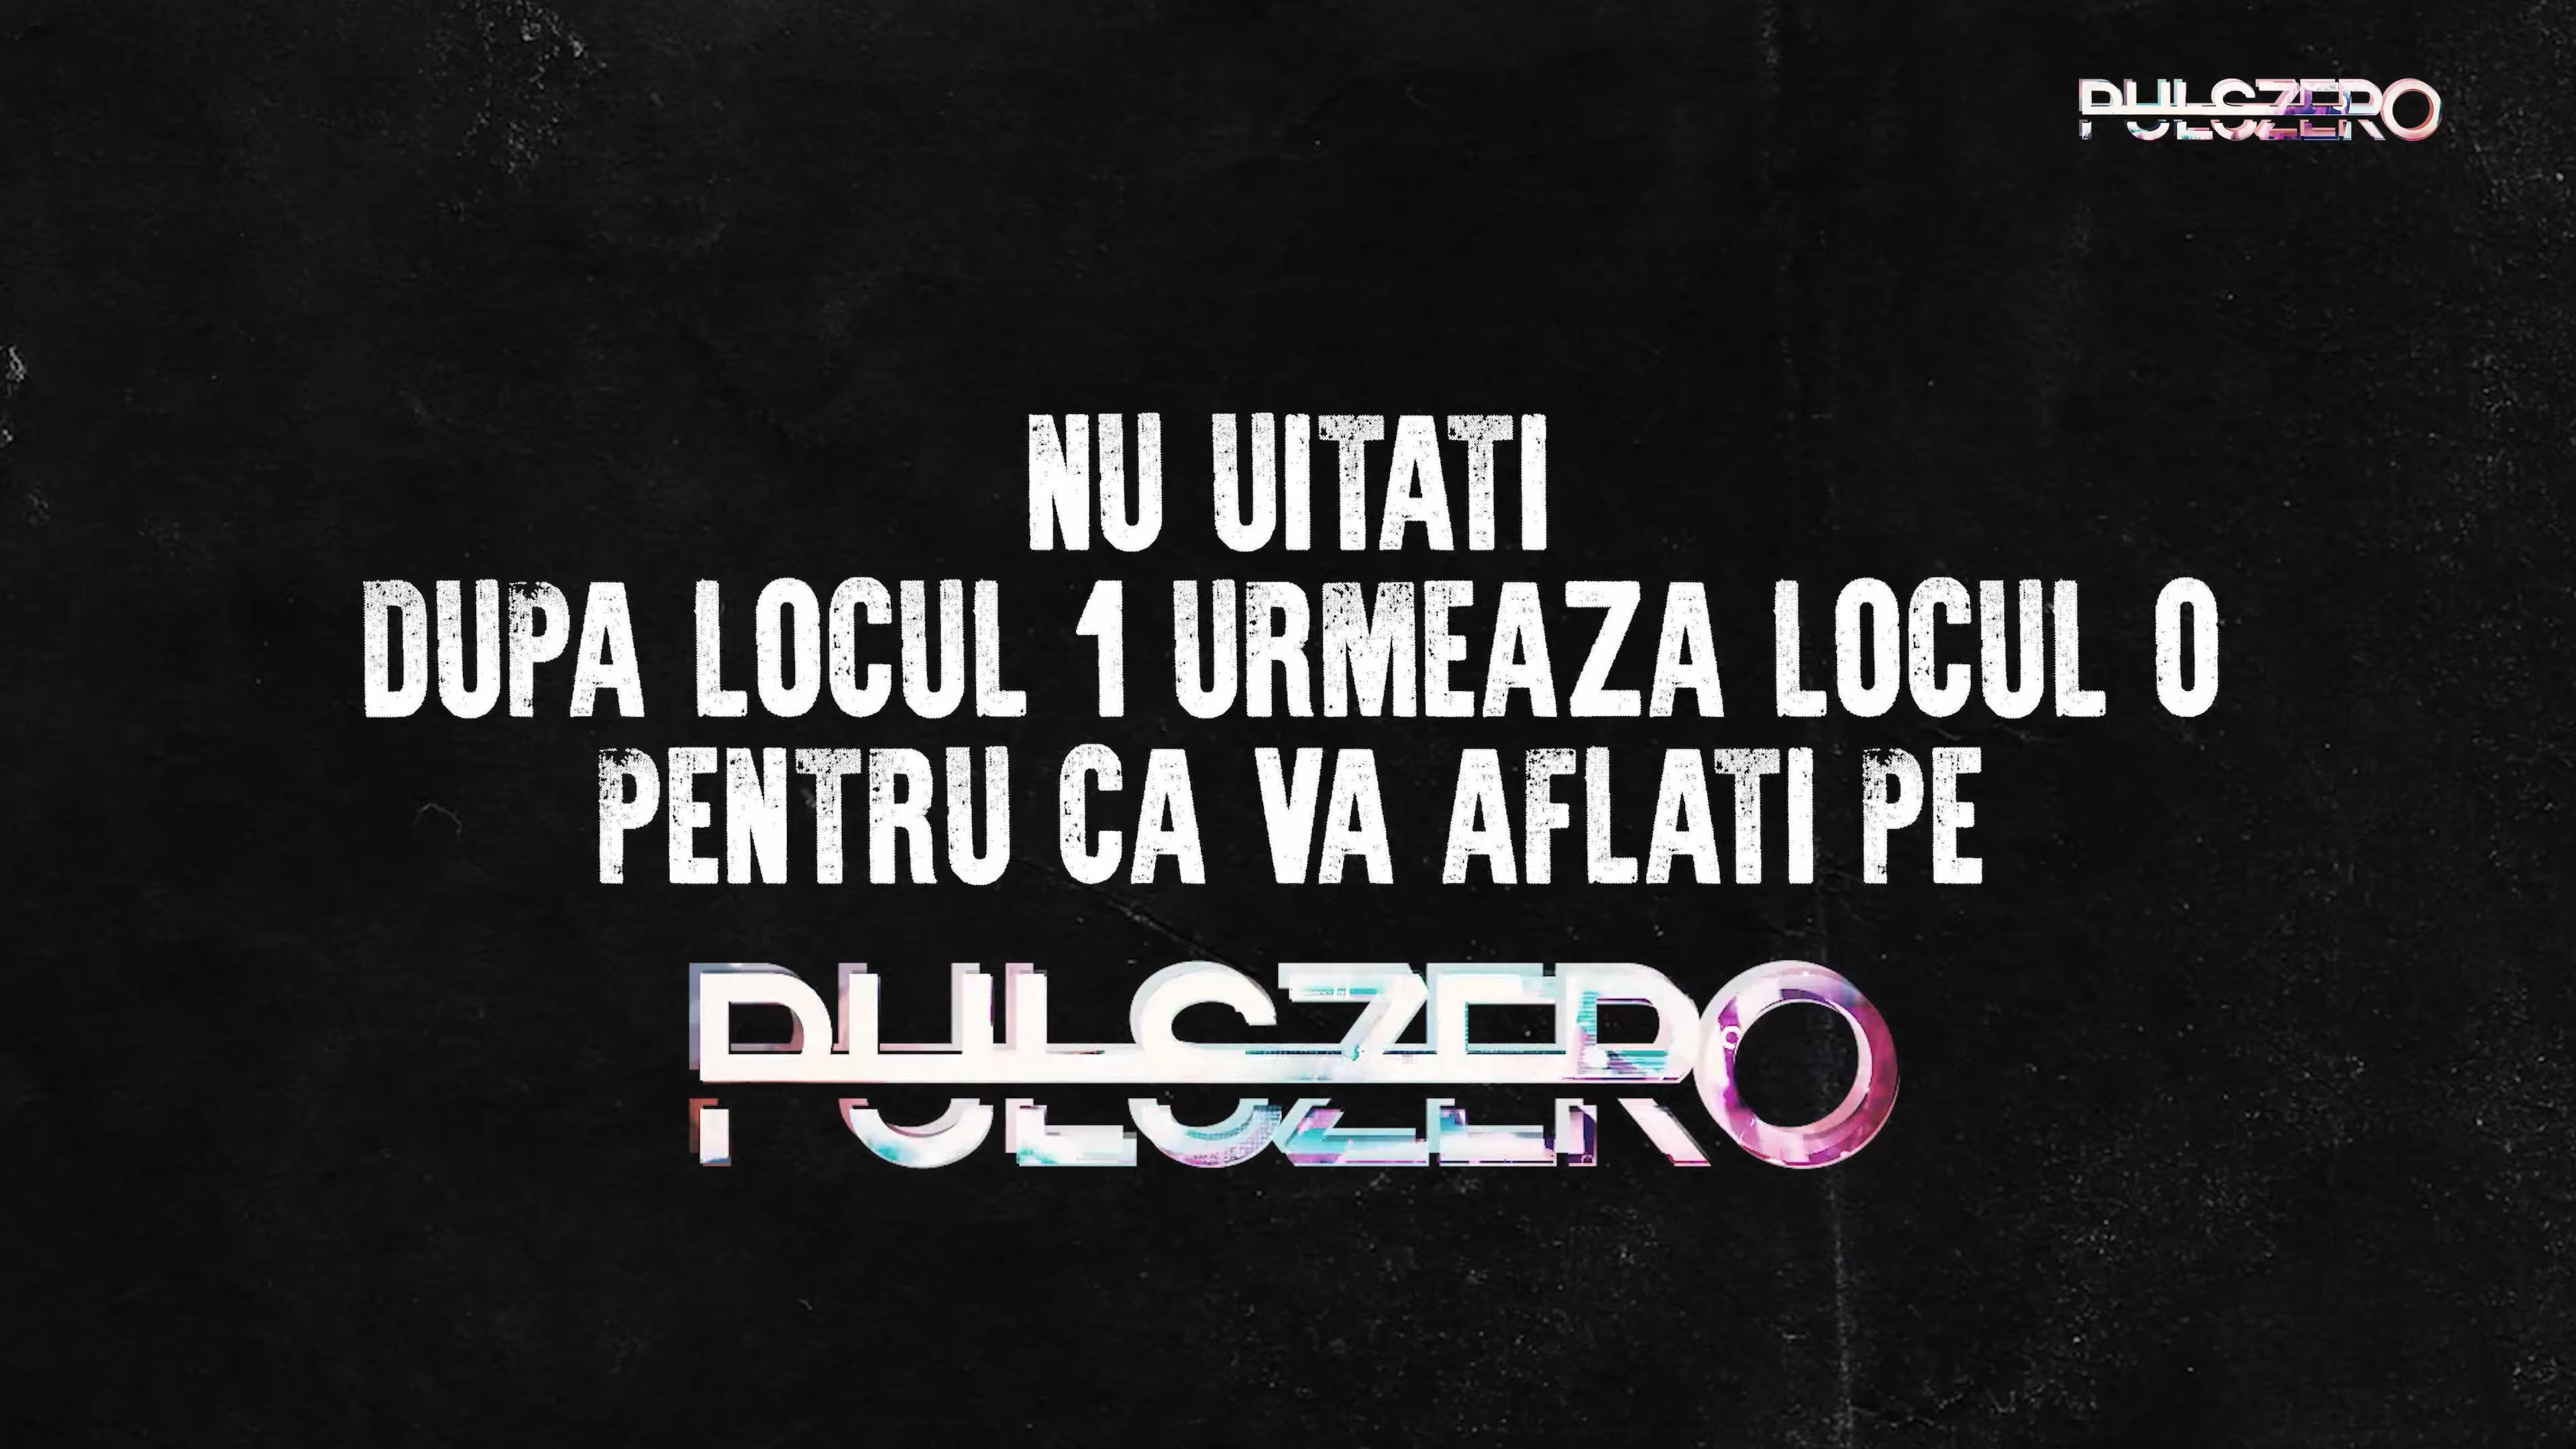 PULSZERO
NU UITATI
DUPA LOCUL 1 URMEAZA LOCUL 0
PENTRU CA VA AFLATI PE
PULSZERO